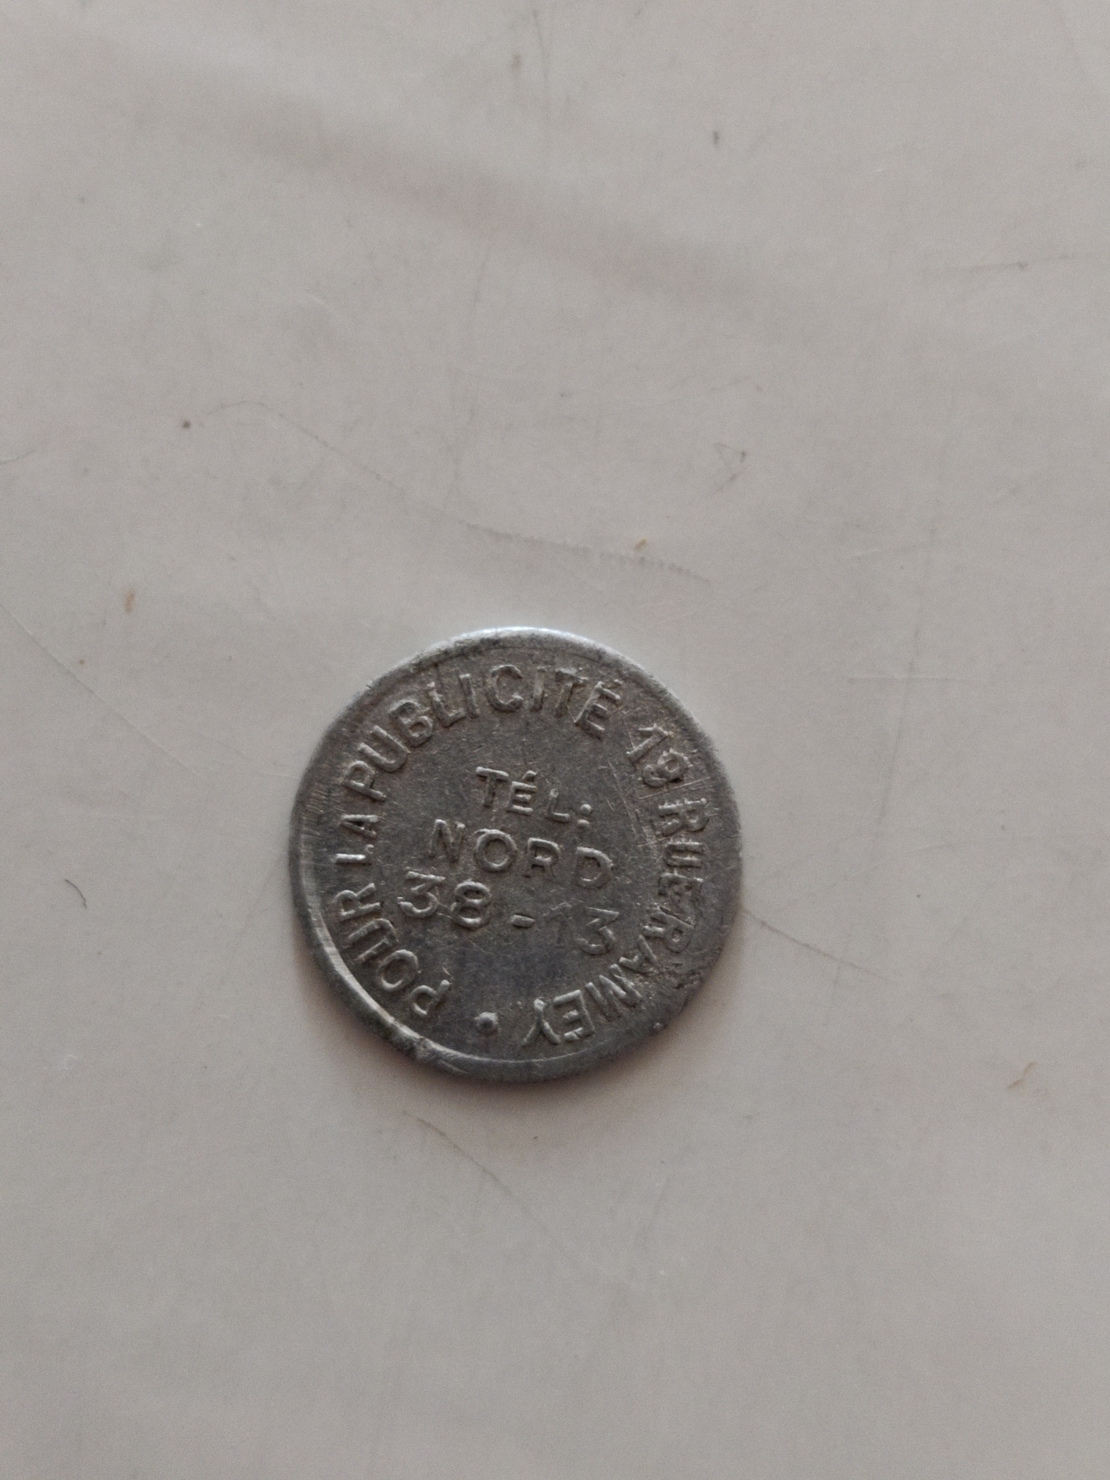 POUR LA PUBLICITÉ 19 RUE RAMEY •
TÉL:
NORD
38-13